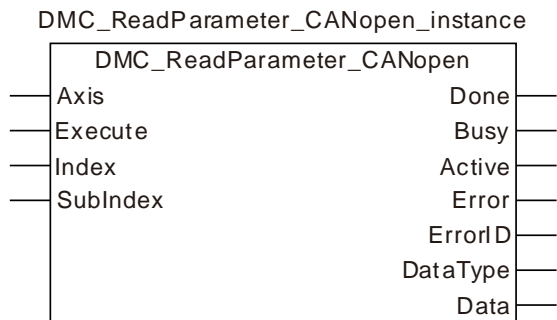 DMC_ReadParameter_CANopen_instance
DMC_ReadParameter_CANopen
Axis Done
Execute Busy
Index Active
SubIndex Error
ErrorID
DataType
Data